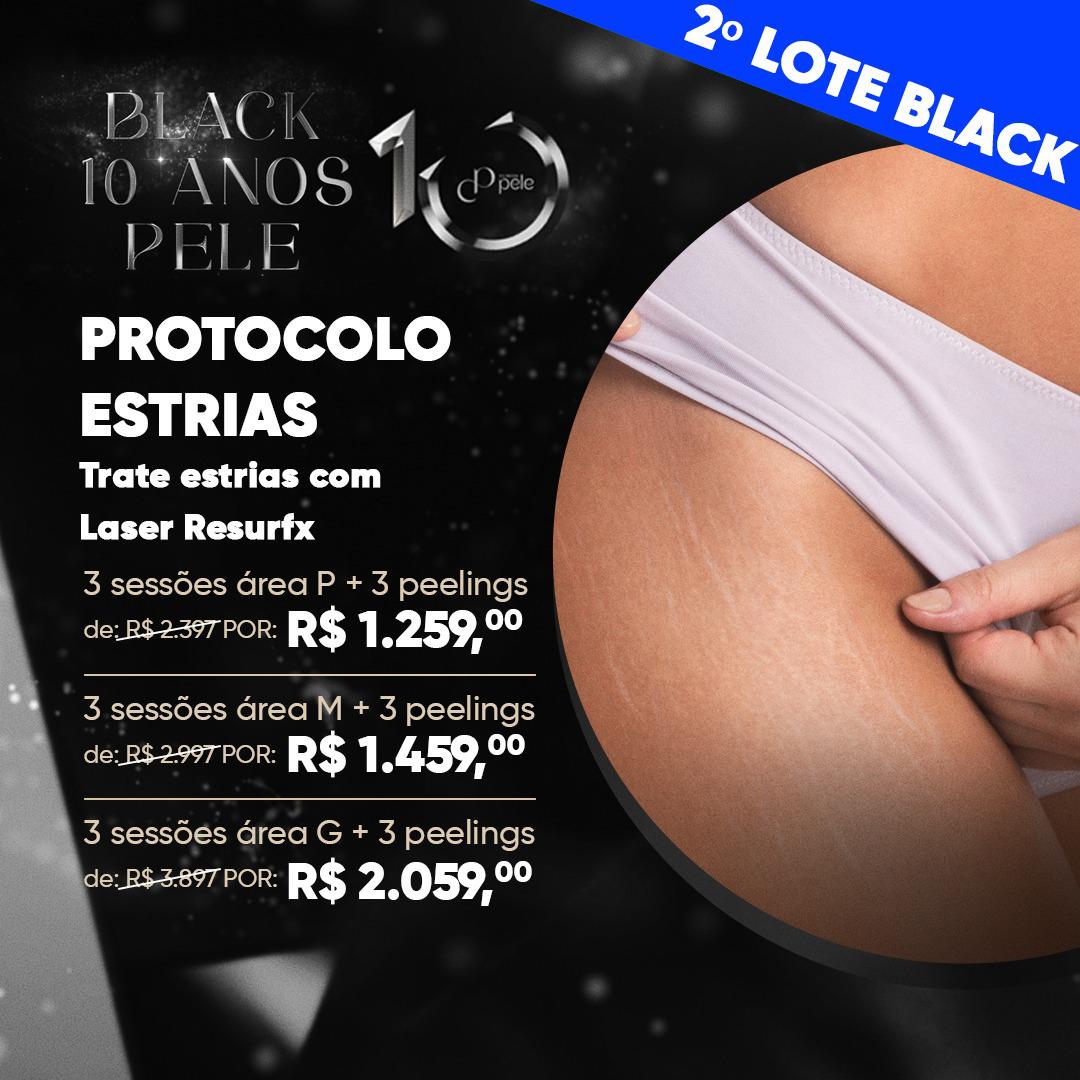 2º LOTE BLACK
BLACK
10 ANOS
PELE
10
pele
PROTOCOLO
ESTRIAS
Trate estrias com
Laser Resurfx
3 sessões área P + 3 peelings
de: R$ 2.397 POR: R$ 1.259,00
3 sessões área M + 3 peelings
de: R$ 2.997 POR: R$ 1.459,00
3 sessões área G + 3 peelings
de: R$ 3.897 POR: R$ 2.059,00